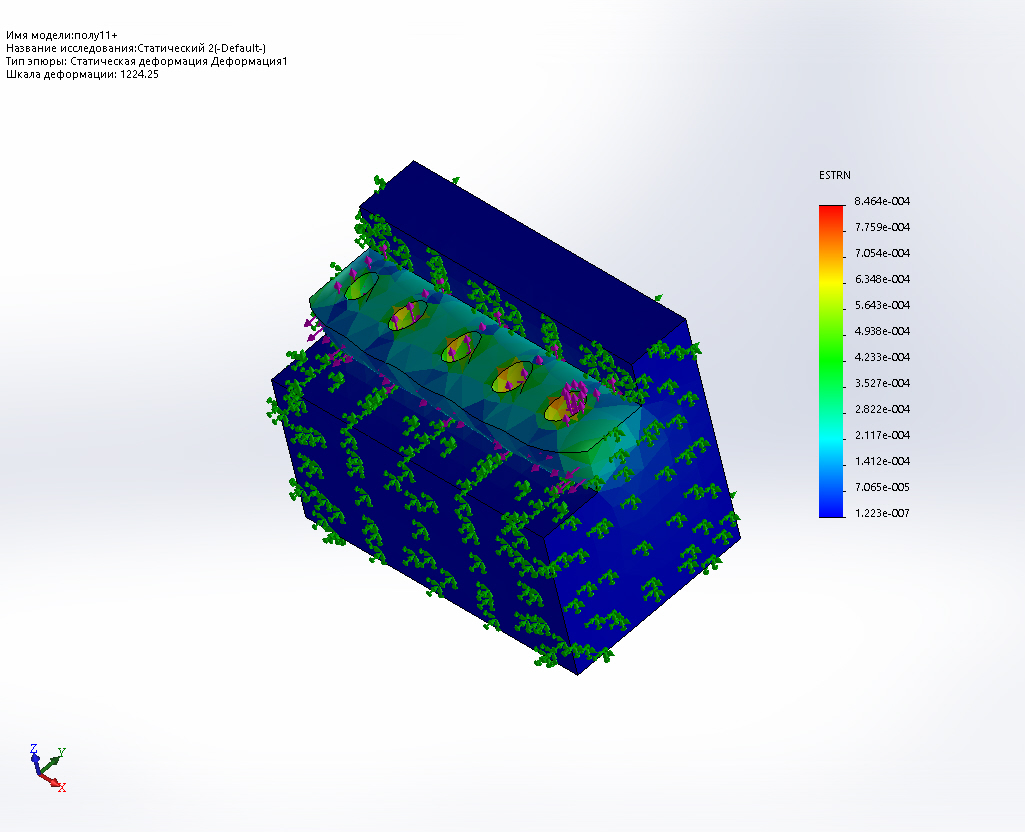 Имя модели:полу11+
Название исследования:Статический 2(-Default-)
Тип эпюры: Статическая деформация Деформация1
Шкала деформации: 1224.25
ESTRN
8.464e-004
7.759e-004
7.054e-004
6.348e-004
5.643e-004
4.938e-004
4.233e-004
3.527e-004
2.822e-004
2.117e-004
1.412e-004
7.065e-005
1.223e-007
Z
Y
X